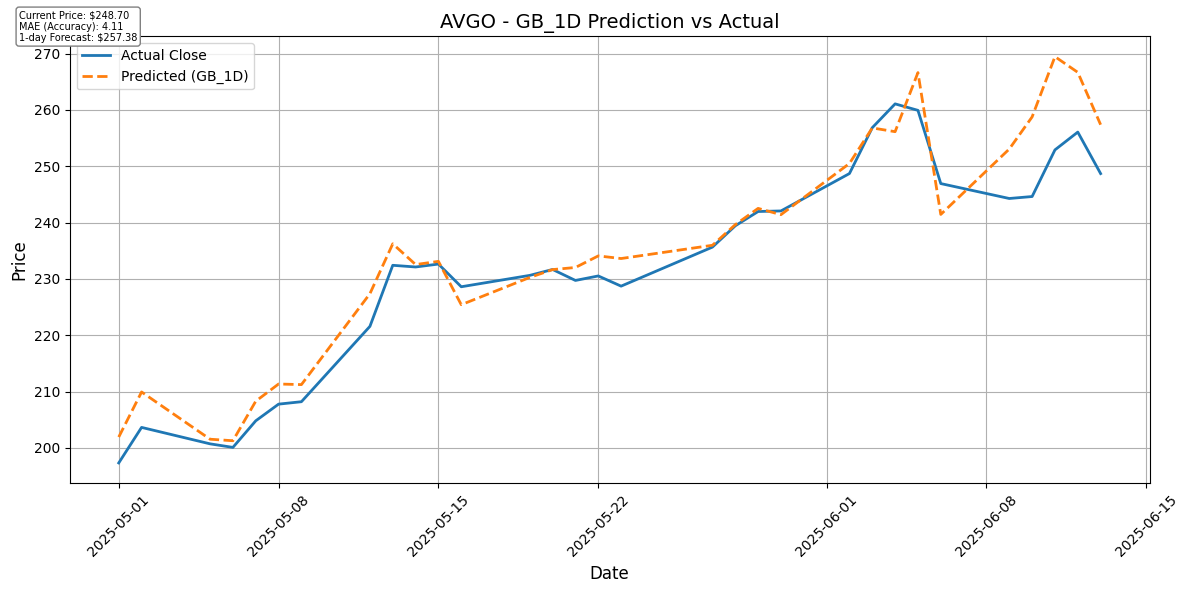 AVGO - GB_1D Prediction vs Actual
Current Price: $248.70
MAE (Accuracy): 4.11
1-day Forecast: $257.38
Actual Close
Predicted (GB_1D)
Price
270
260
250
240
230
220
210
200
2025-05-01
2025-05-08
2025-05-15
2025-05-22
2025-06-01
2025-06-08
2025-06-15
Date